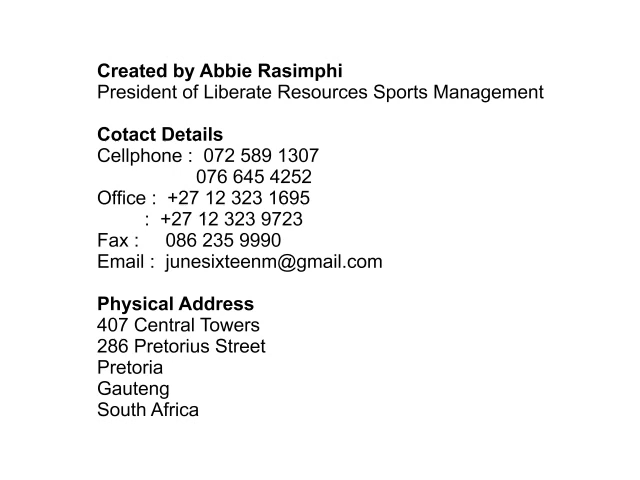 Created by Abbie Rasimphi
President of Liberate Resources Sports Management
Cotact Details
Cellphone : 072 589 1307
076 645 4252
Office : +27 12 323 1695
: +27 12 323 9723
Fax : 086 235 9990
Email : junesixteenm@gmail.com
Physical Address
407 Central Towers
286 Pretorius Street
Pretoria
Gauteng
South Africa